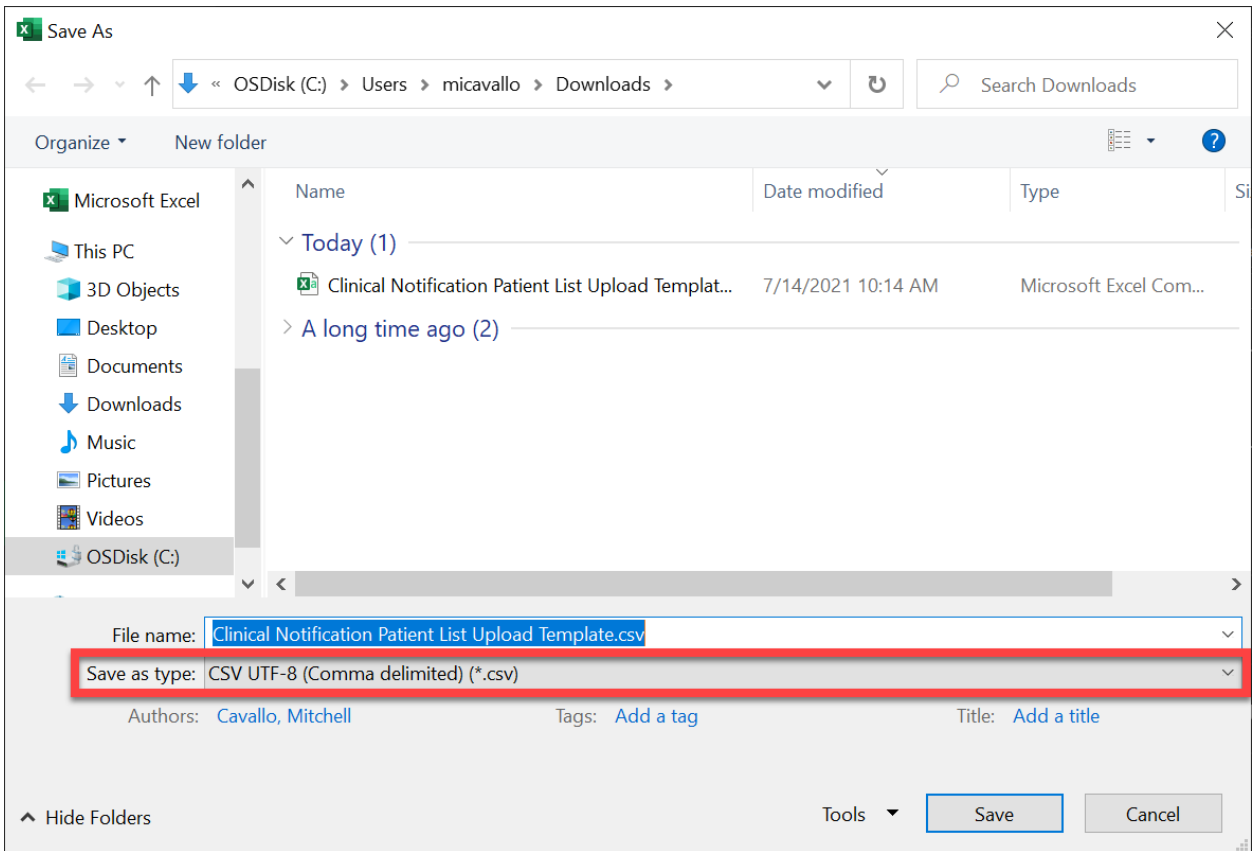 Save As
« OSDisk (C:) > Users > micavallo > Downloads >
Search Downloads
Organize
New folder
Microsoft Excel
This PC
3D Objects
Desktop
Documents
Downloads
Music
Pictures
Videos
OSDisk (C:)
Name Date modified Type Si
Today (1)
Clinical Notification Patient List Upload Templat... 7/14/2021 10:14 AM Microsoft Excel Com...
A long time ago (2)
File name: Clinical Notification Patient List Upload Template.csv
Save as type: CSV UTF-8 (Comma delimited) (*.csv)
Authors: Cavallo, Mitchell Tags: Add a tag Title: Add a title
Hide Folders
Tools Save Cancel